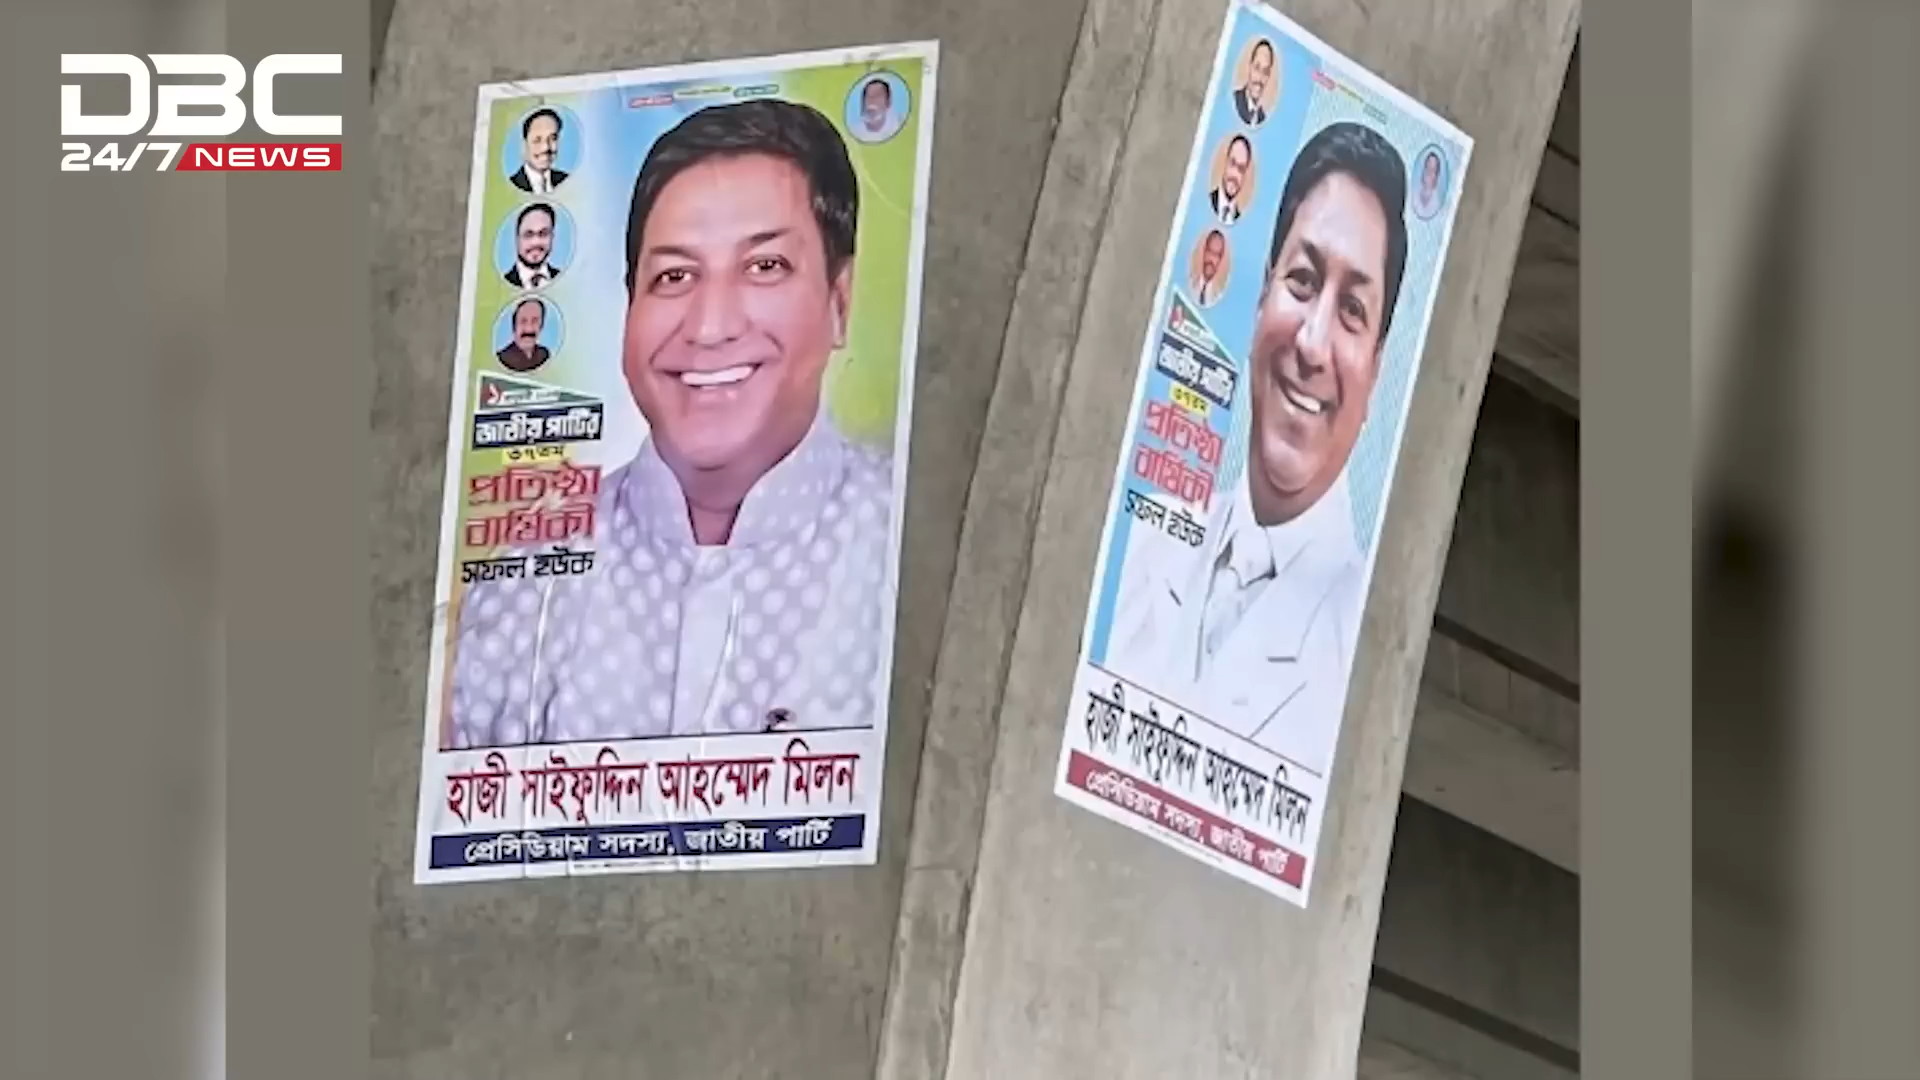 DBC
24/7 NEWS
জাতীয় পার্টির
৩৭তম
প্রতিষ্ঠা
বার্ষিকী
সফল হউক
হাজী সাইফুদ্দিন আহম্মেদ মিলন
প্রেসিডিয়াম সদস্য, জাতীয় পার্টি
জাতীয় পার্টির
৩৭তম
প্রতিষ্ঠা
বার্ষিকী
সফল হউক
হাজী সাইফুদ্দিন আহম্মেদ মিলন
প্রেসিডিয়াম সদস্য, জাতীয় পার্টি